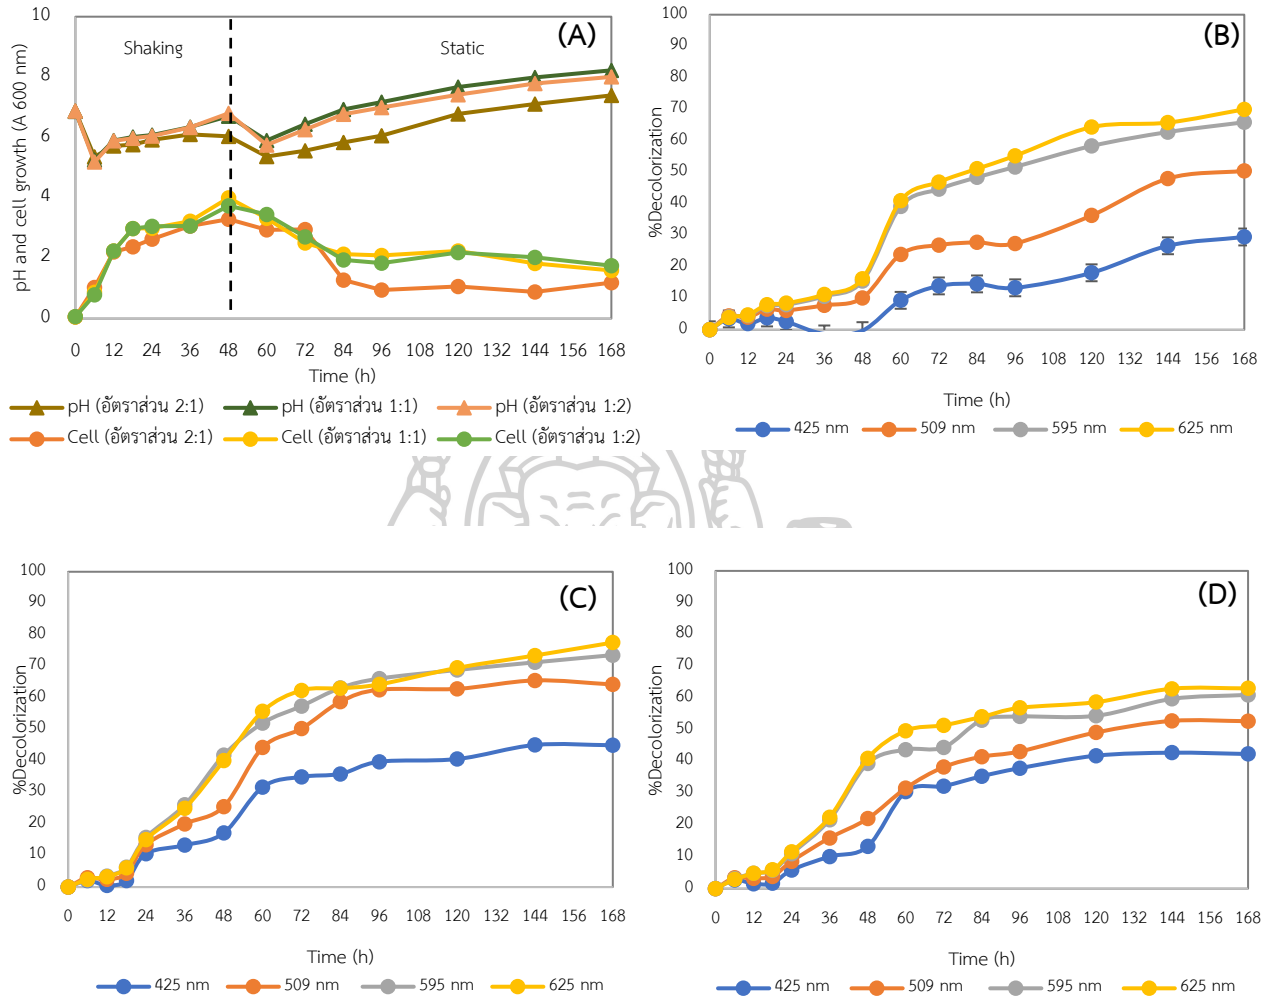 (A)
Shaking
Static
pH and cell growth (A 600 nm)
10
8
6
4
2
0
0 12 24 36 48 60 72 84 96 120 144 168
Time (h)
pH (อัตราส่วน 2:1) pH (อัตราส่วน 1:1) pH (อัตราส่วน 1:2)
Cell (อัตราส่วน 2:1) Cell (อัตราส่วน 1:1) Cell (อัตราส่วน 1:2)
(B)
%Decolorization
100
90
80
70
60
50
40
30
20
10
0
0 12 24 36 48 60 72 84 96 108 120 132 144 156 168
Time (h)
425 nm 509 nm 595 nm 625 nm
(C)
%Decolorization
100
90
80
70
60
50
40
30
20
10
0
0 12 24 36 48 60 72 84 96 108 120 132 144 156 168
Time (h)
425 nm 509 nm 595 nm 625 nm
(D)
%Decolorization
100
90
80
70
60
50
40
30
20
10
0
0 12 24 36 48 60 72 84 96 108 120 132 144 156 168
Time (h)
425 nm 509 nm 595 nm 625 nm